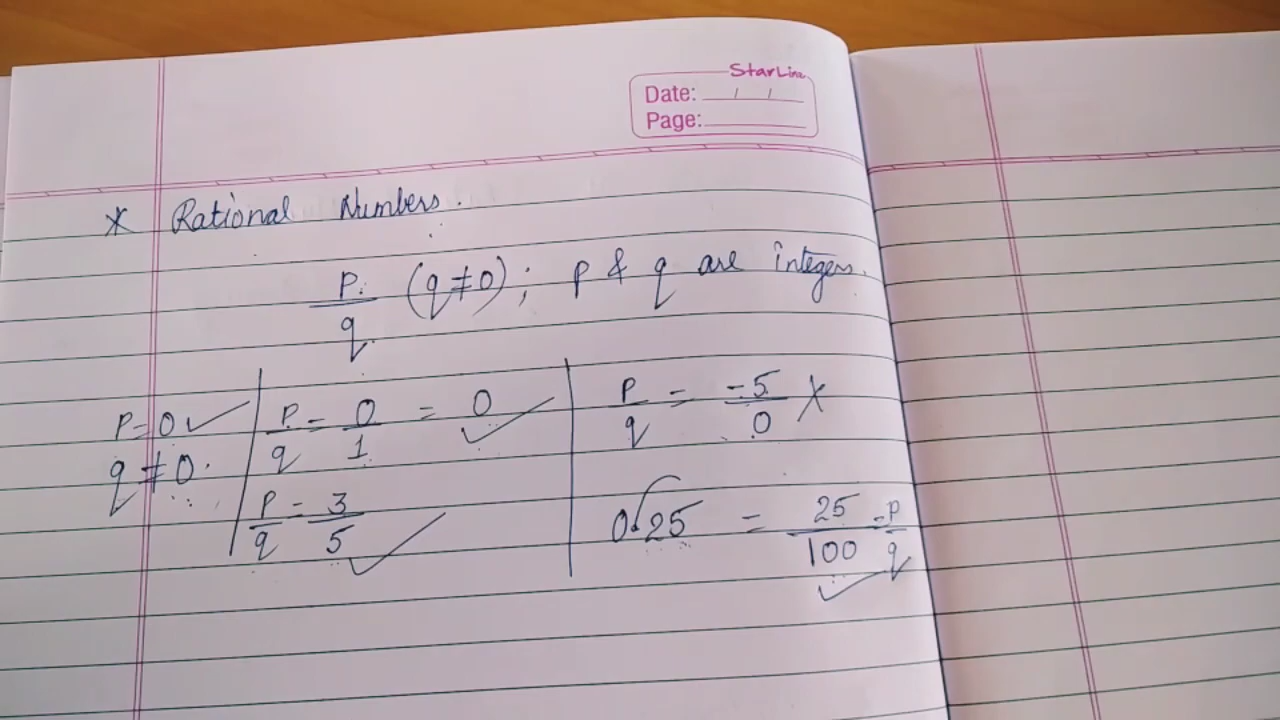 StarLine
Date: / /
Page:
* Rational Numbers.
p/q (q≠0); p & q are integers.
P=0 ✓
q≠0.
p/q = 0/1 = 0 ✓
p/q = 3/5 ✓
p/q = -5/0 X
0.25 = 25/100 = p/q ✓